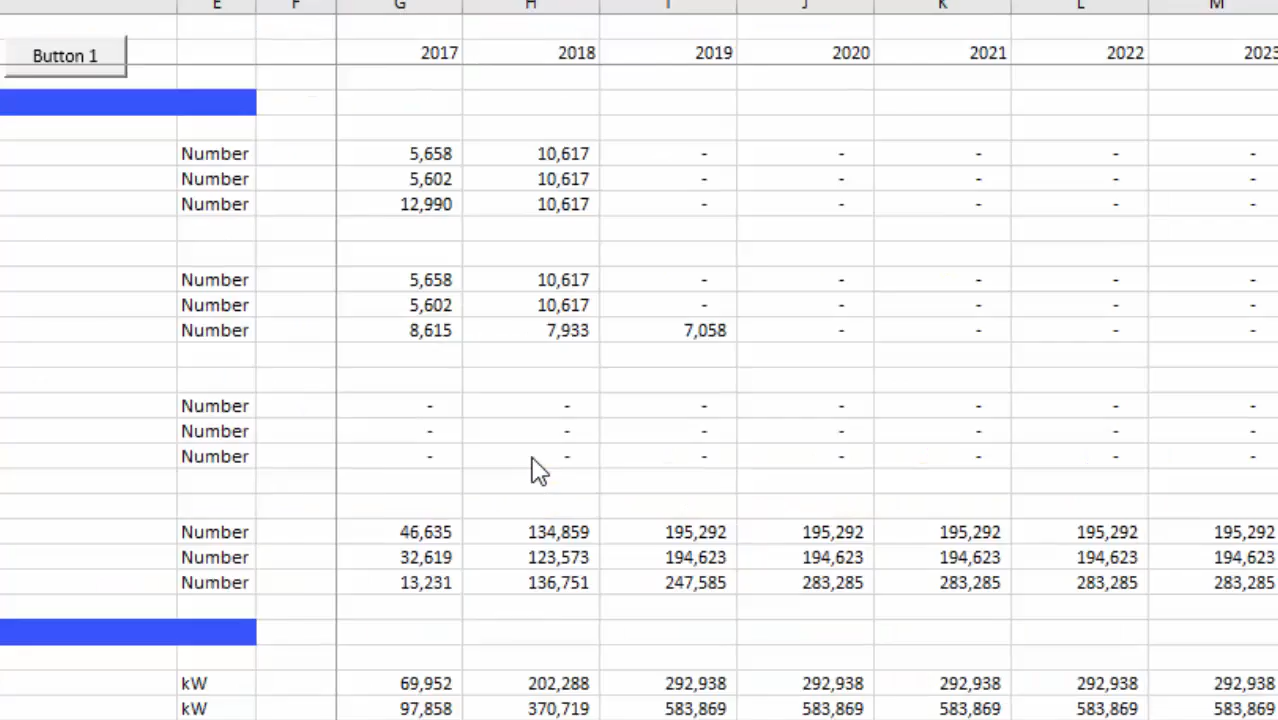 E F G H I J K L M
Button 1 2017 2018 2019 2020 2021 2022 2023
Number 5,658 10,617 - - - - -
Number 5,602 10,617 - - - - -
Number 12,990 10,617 - - - - -
Number 5,658 10,617 - - - - -
Number 5,602 10,617 - - - - -
Number 8,615 7,933 7,058 - - - -
Number - - - - - - -
Number - - - - - - -
Number - - - - - - -
Number 46,635 134,859 195,292 195,292 195,292 195,292 195,292
Number 32,619 123,573 194,623 194,623 194,623 194,623 194,623
Number 13,231 136,751 247,585 283,285 283,285 283,285 283,285
kW 69,952 202,288 292,938 292,938 292,938 292,938 292,938
kW 97,858 370,719 583,869 583,869 583,869 583,869 583,869